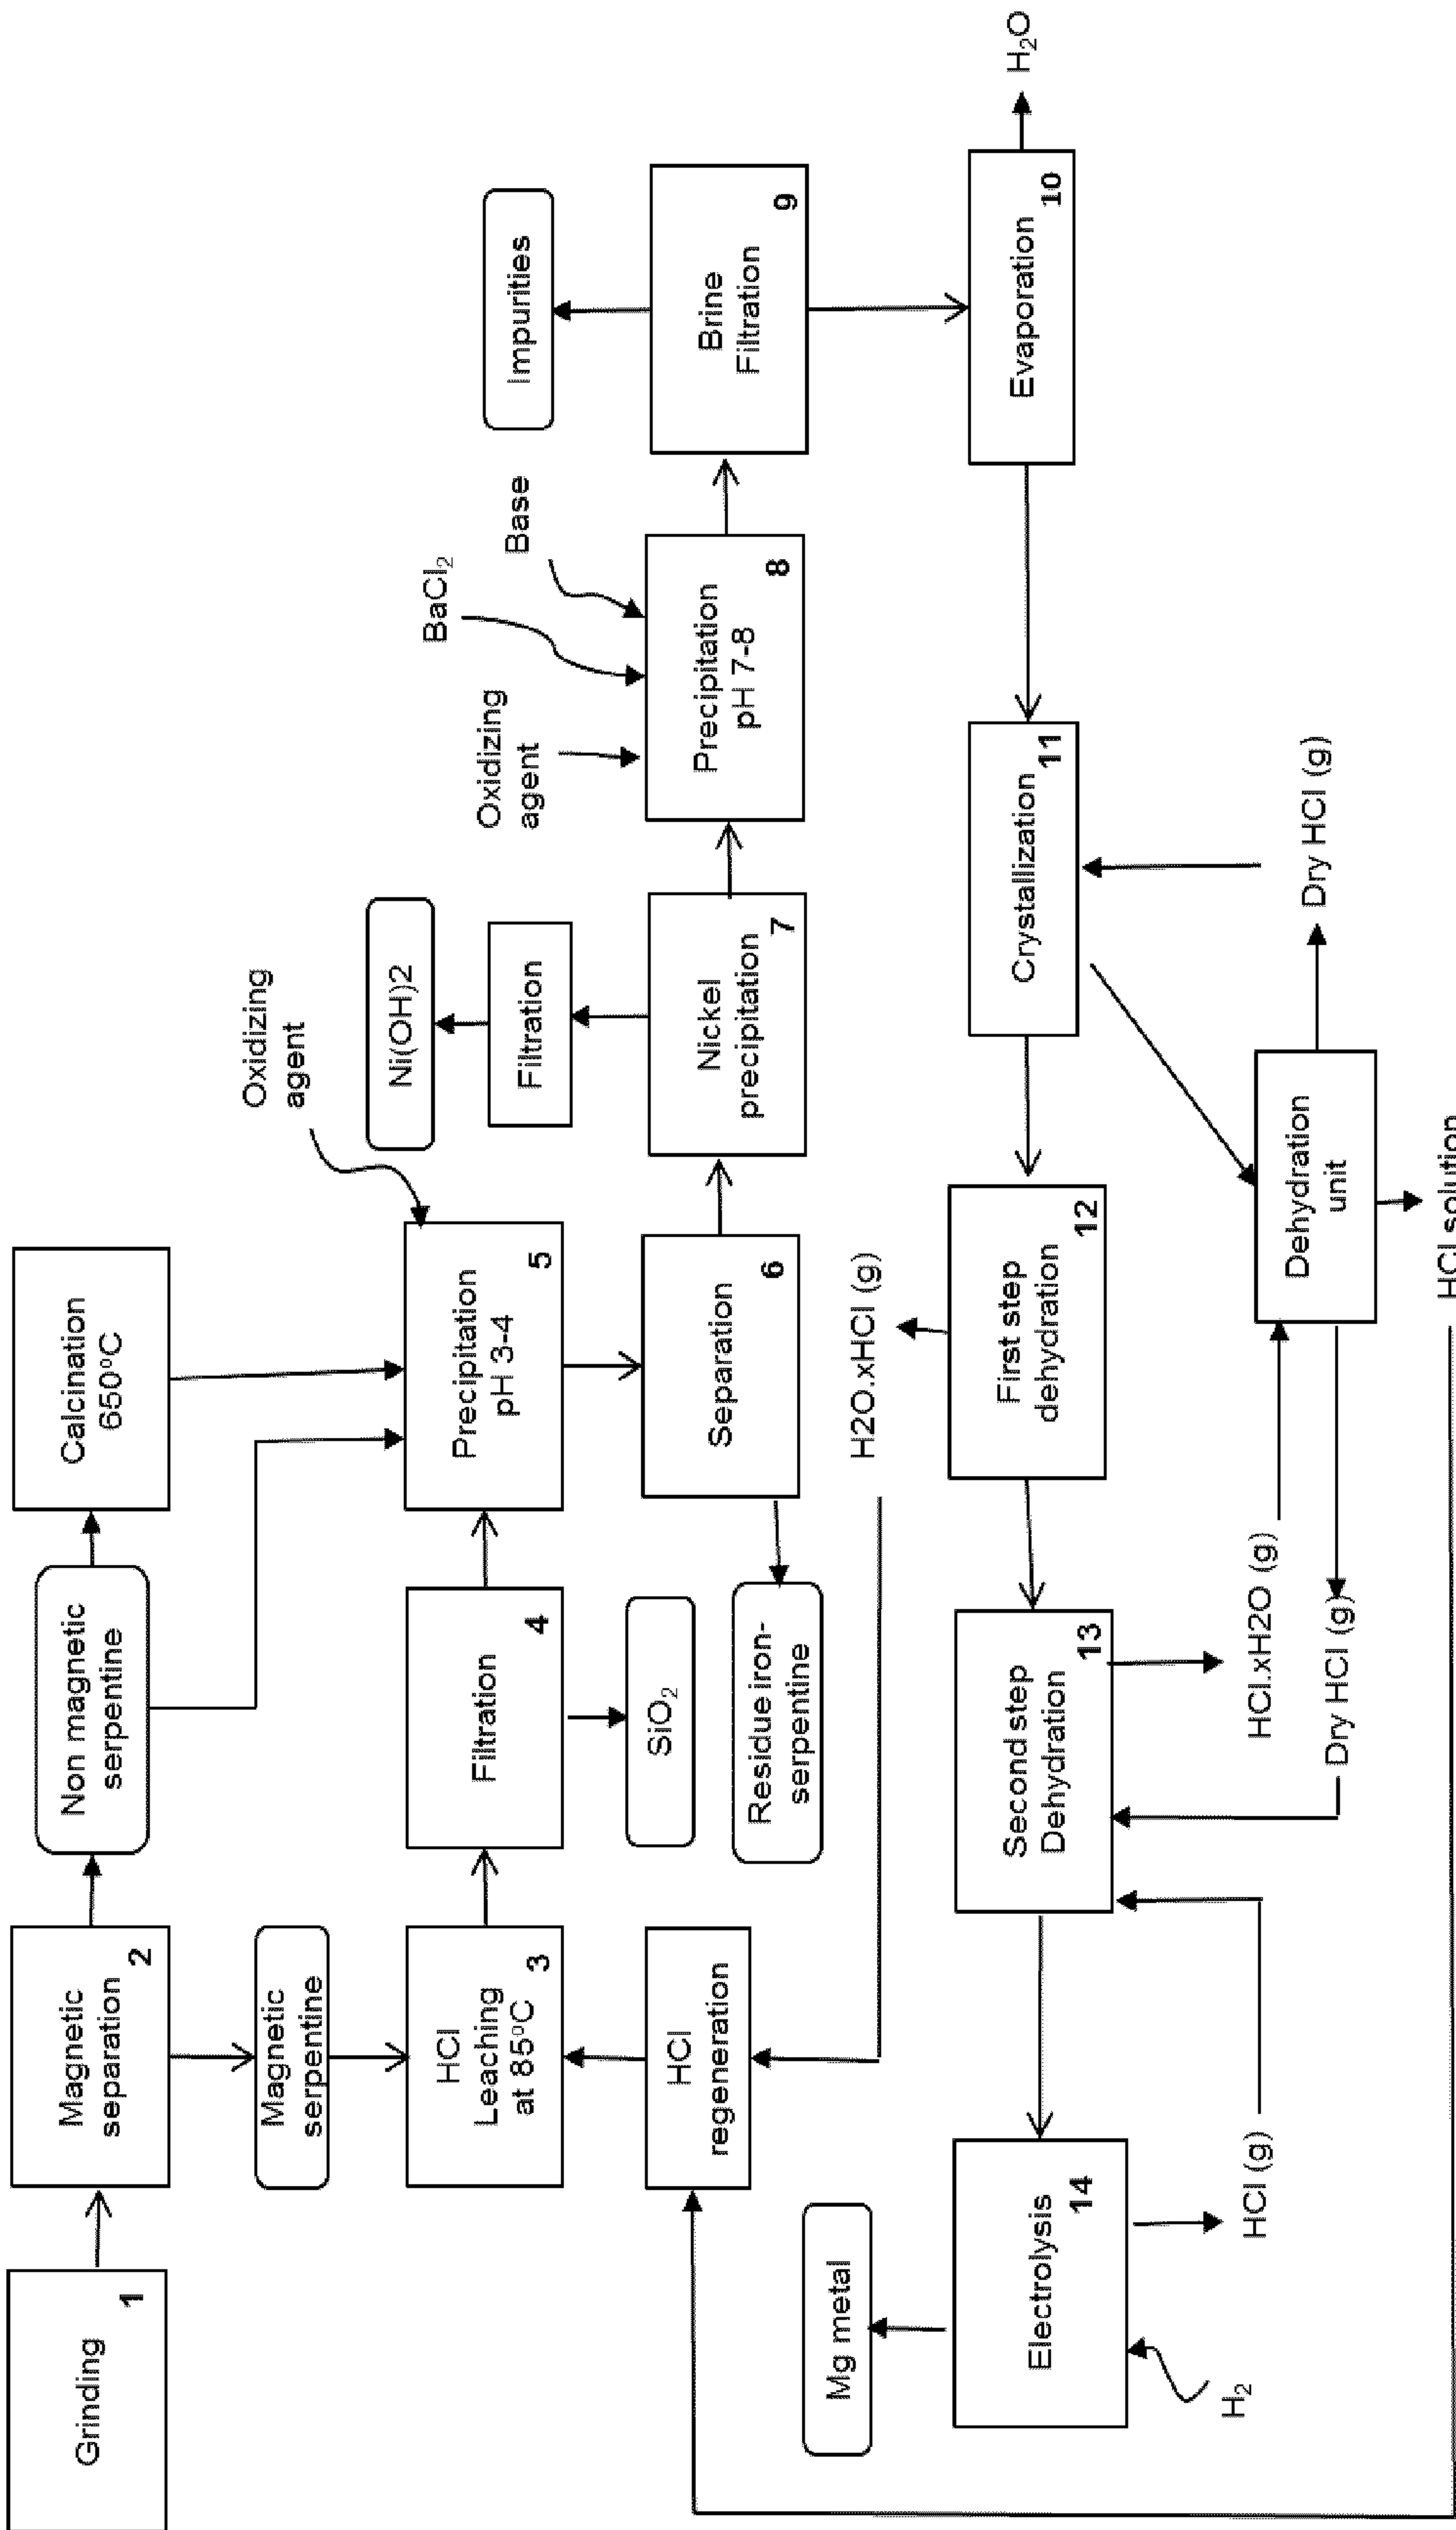 Grinding
1
Magnetic
separation
2
Non magnetic
serpentine
Calcination
650°C
Magnetic
serpentine
HCl
Leaching
at 85°C
3
Filtration
4
SiO₂
Precipitation
pH 3-4
5
Oxidizing
agent
Separation
6
Residue iron-
serpentine
Nickel
precipitation
7
Filtration
Ni(OH)2
Precipitation
pH 7-8
8
Oxidizing
agent
BaCl₂
Base
Brine
Filtration
9
Impurities
HCl
regeneration
H2O.xHCl (g)
Evaporation
10
H₂O
Crystallization
11
First step
dehydration
12
Second step
Dehydration
13
Electrolysis
14
Mg metal
H₂
HCl (g)
HCl.xH2O (g)
Dry HCl (g)
Dehydration
unit
Dry HCl (g)
HCl solution